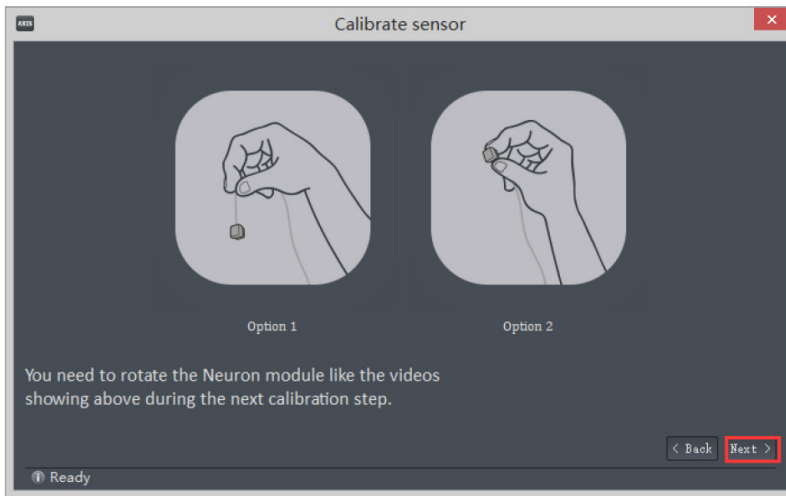 AXIS
Calibrate sensor
Option 1
Option 2
You need to rotate the Neuron module like the videos
showing above during the next calibration step.
< Back
Next >
Ready